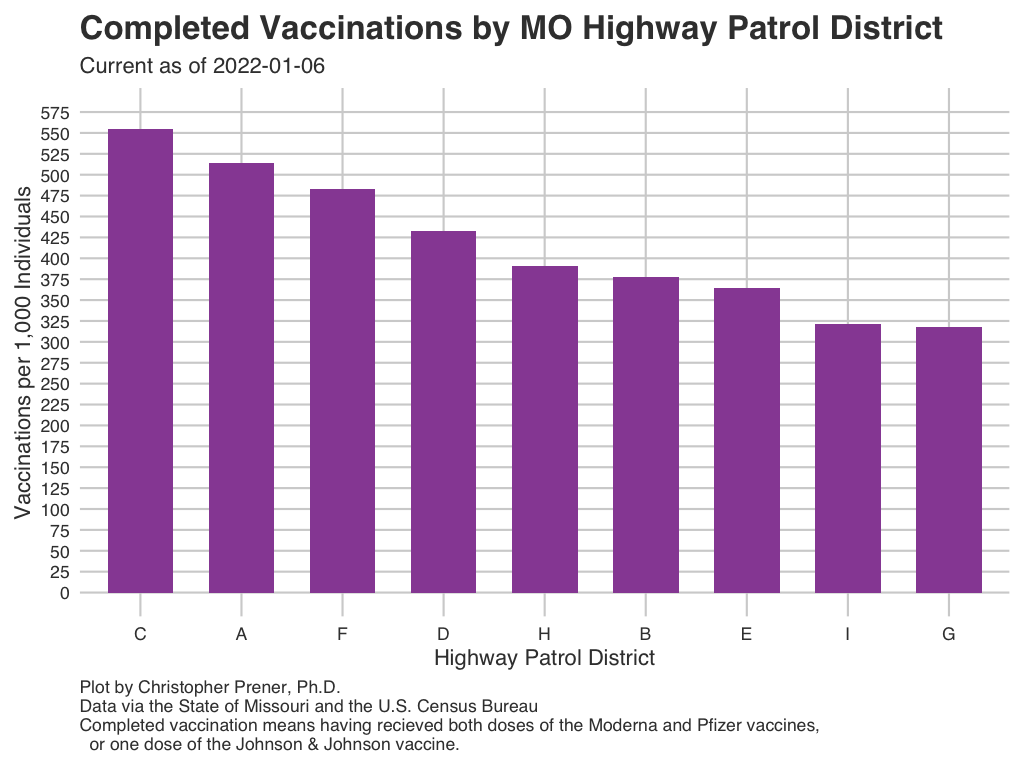 Completed Vaccinations by MO Highway Patrol District
Current as of 2022-01-06
Vaccinations per 1,000 Individuals
575
550
525
500
475
450
425
400
375
350
325
300
275
250
225
200
175
150
125
100
75
50
25
0
C A F D H B E I G
Highway Patrol District
Plot by Christopher Prener, Ph.D.
Data via the State of Missouri and the U.S. Census Bureau
Completed vaccination means having recieved both doses of the Moderna and Pfizer vaccines,
or one dose of the Johnson & Johnson vaccine.